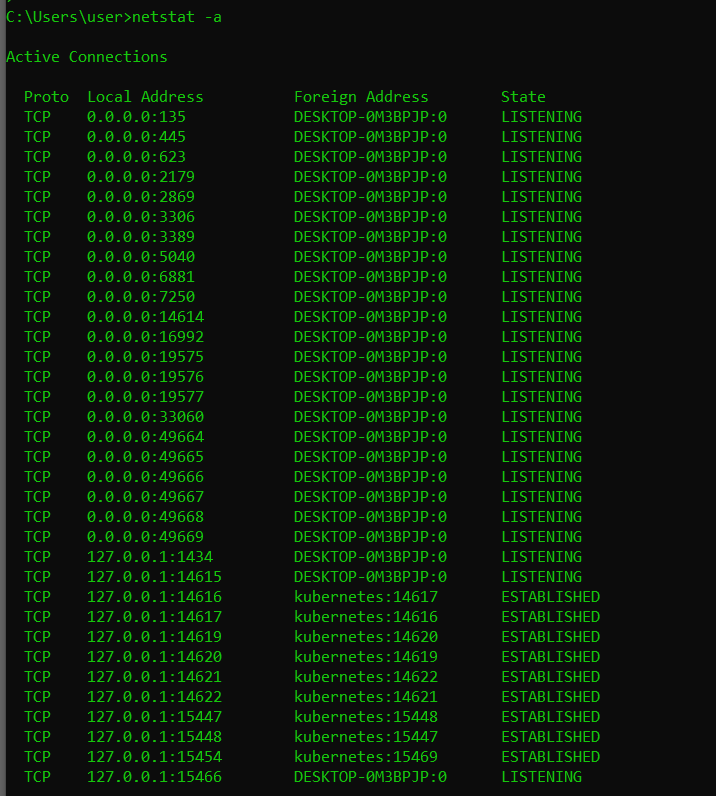 C:\Users\user>netstat -a
Active Connections
Proto  Local Address          Foreign Address        State
TCP    0.0.0.0:135            DESKTOP-0M3BPJP:0      LISTENING
TCP    0.0.0.0:445            DESKTOP-0M3BPJP:0      LISTENING
TCP    0.0.0.0:623            DESKTOP-0M3BPJP:0      LISTENING
TCP    0.0.0.0:2179           DESKTOP-0M3BPJP:0      LISTENING
TCP    0.0.0.0:2869           DESKTOP-0M3BPJP:0      LISTENING
TCP    0.0.0.0:3306           DESKTOP-0M3BPJP:0      LISTENING
TCP    0.0.0.0:3389           DESKTOP-0M3BPJP:0      LISTENING
TCP    0.0.0.0:5040           DESKTOP-0M3BPJP:0      LISTENING
TCP    0.0.0.0:6881           DESKTOP-0M3BPJP:0      LISTENING
TCP    0.0.0.0:7250           DESKTOP-0M3BPJP:0      LISTENING
TCP    0.0.0.0:14614          DESKTOP-0M3BPJP:0      LISTENING
TCP    0.0.0.0:16992          DESKTOP-0M3BPJP:0      LISTENING
TCP    0.0.0.0:19575          DESKTOP-0M3BPJP:0      LISTENING
TCP    0.0.0.0:19576          DESKTOP-0M3BPJP:0      LISTENING
TCP    0.0.0.0:19577          DESKTOP-0M3BPJP:0      LISTENING
TCP    0.0.0.0:33060          DESKTOP-0M3BPJP:0      LISTENING
TCP    0.0.0.0:49664          DESKTOP-0M3BPJP:0      LISTENING
TCP    0.0.0.0:49665          DESKTOP-0M3BPJP:0      LISTENING
TCP    0.0.0.0:49666          DESKTOP-0M3BPJP:0      LISTENING
TCP    0.0.0.0:49667          DESKTOP-0M3BPJP:0      LISTENING
TCP    0.0.0.0:49668          DESKTOP-0M3BPJP:0      LISTENING
TCP    0.0.0.0:49669          DESKTOP-0M3BPJP:0      LISTENING
TCP    127.0.0.1:1434         DESKTOP-0M3BPJP:0      LISTENING
TCP    127.0.0.1:14615        DESKTOP-0M3BPJP:0      LISTENING
TCP    127.0.0.1:14616        kubernetes:14617       ESTABLISHED
TCP    127.0.0.1:14617        kubernetes:14616       ESTABLISHED
TCP    127.0.0.1:14619        kubernetes:14620       ESTABLISHED
TCP    127.0.0.1:14620        kubernetes:14619       ESTABLISHED
TCP    127.0.0.1:14621        kubernetes:14622       ESTABLISHED
TCP    127.0.0.1:14622        kubernetes:14621       ESTABLISHED
TCP    127.0.0.1:15447        kubernetes:15448       ESTABLISHED
TCP    127.0.0.1:15448        kubernetes:15447       ESTABLISHED
TCP    127.0.0.1:15454        kubernetes:15469       ESTABLISHED
TCP    127.0.0.1:15466        DESKTOP-0M3BPJP:0      LISTENING